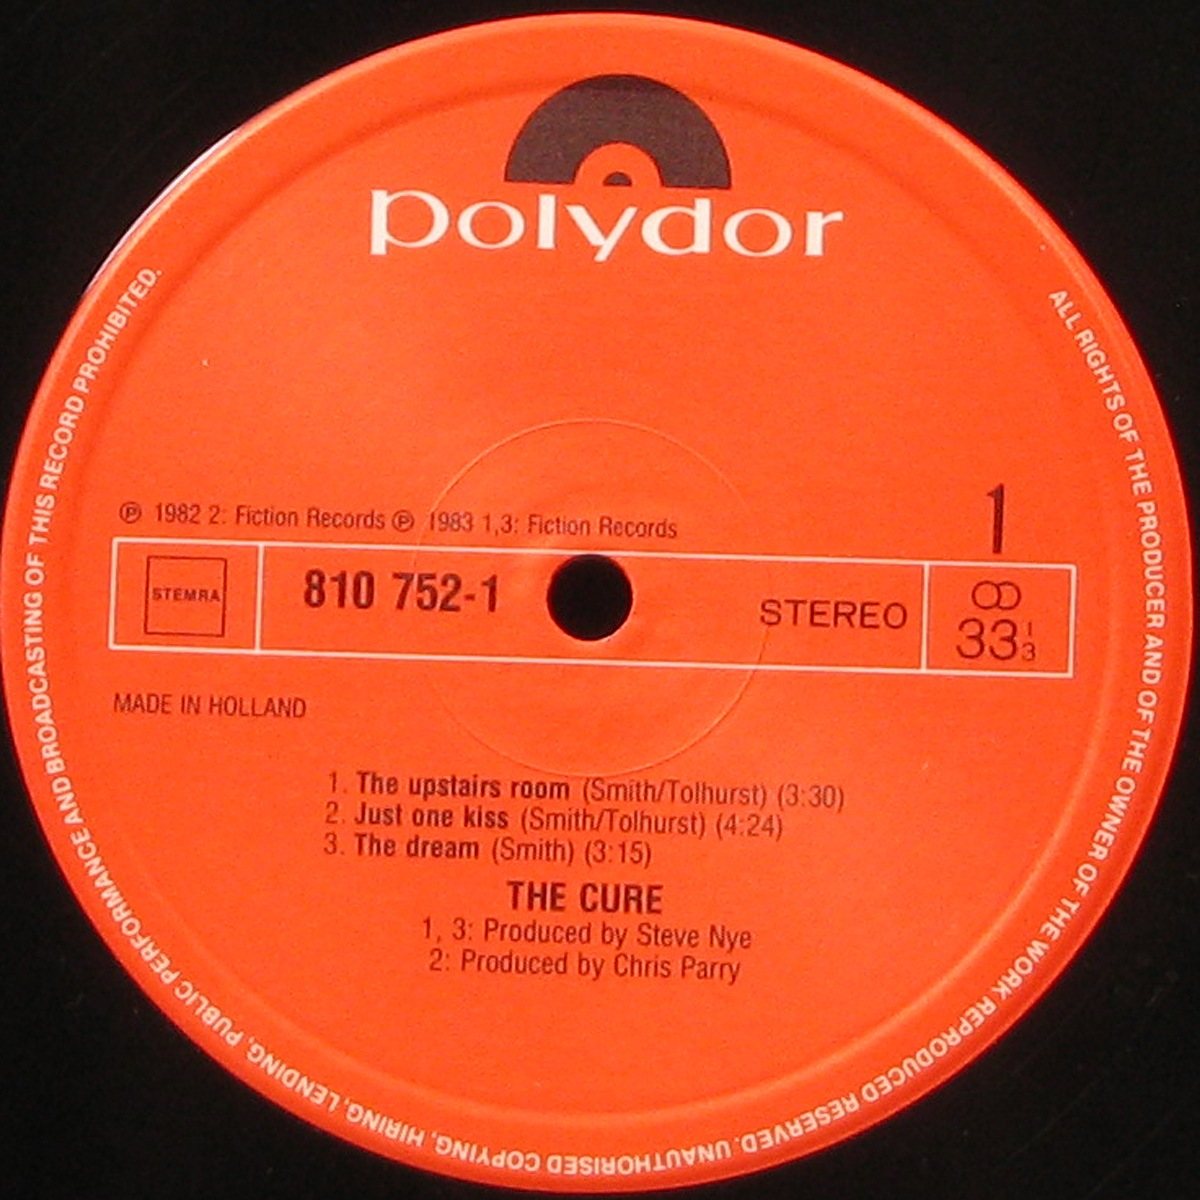 polydor
℗ 1982 2: Fiction Records ℗ 1983 1,3: Fiction Records
1
STEMRA
810 752-1
STEREO
33 1/3
MADE IN HOLLAND
1. The upstairs room (Smith/Tolhurst) (3:30)
2. Just one kiss (Smith/Tolhurst) (4:24)
3. The dream (Smith) (3:15)
THE CURE
1, 3: Produced by Steve Nye
2: Produced by Chris Parry
ALL RIGHTS OF THE PRODUCER AND OF THE OWNER OF THE WORK REPRODUCED RESERVED. UNAUTHORISED COPYING, HIRING, LENDING, PUBLIC PERFORMANCE AND BROADCASTING OF THIS RECORD PROHIBITED.